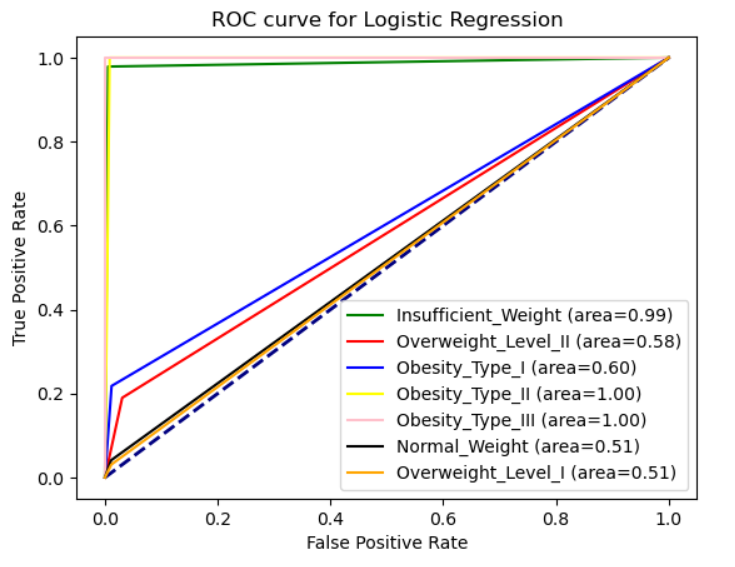 ROC curve for Logistic Regression
True Positive Rate
1.0
0.8
0.6
0.4
0.2
0.0
Insufficient_Weight (area=0.99)
Overweight_Level_II (area=0.58)
Obesity_Type_I (area=0.60)
Obesity_Type_II (area=1.00)
Obesity_Type_III (area=1.00)
Normal_Weight (area=0.51)
Overweight_Level_I (area=0.51)
0.0 0.2 0.4 0.6 0.8 1.0
False Positive Rate